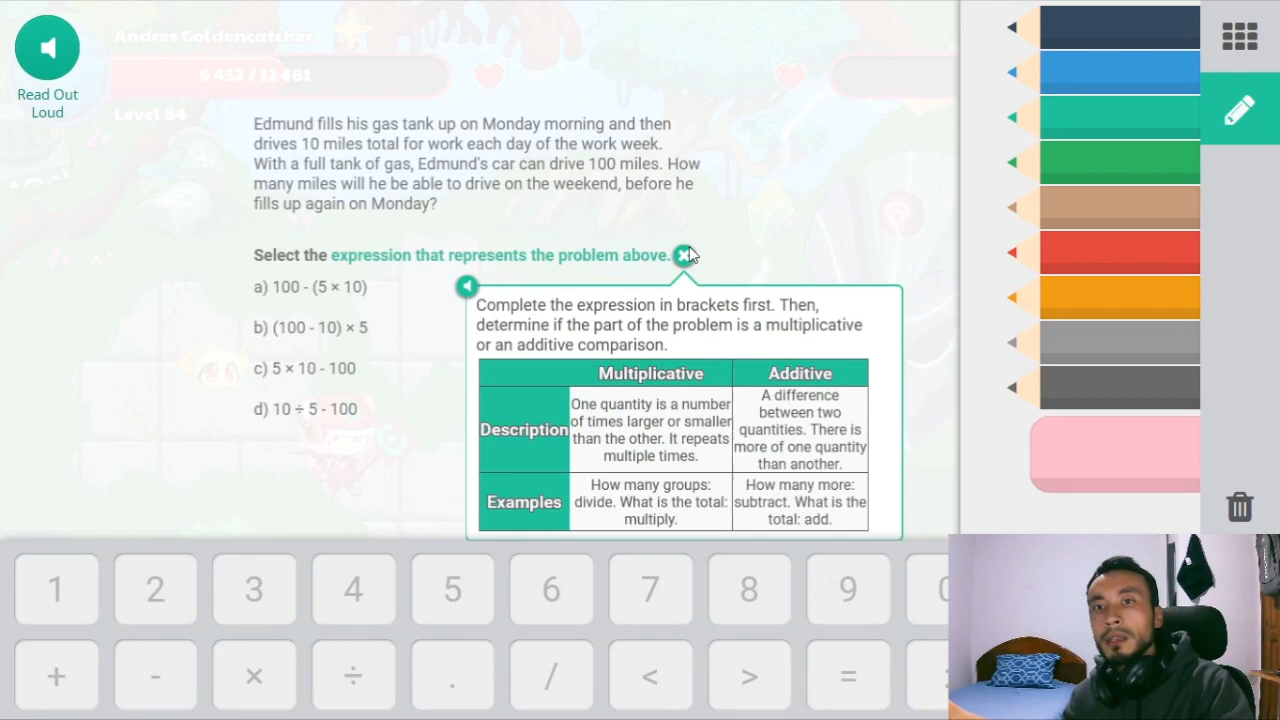 Andres Goldencatcher
6 452 / 12 461
Read Out
Loud
Level 64
Edmund fills his gas tank up on Monday morning and then
drives 10 miles total for work each day of the work week.
With a full tank of gas, Edmund's car can drive 100 miles. How
many miles will he be able to drive on the weekend, before he
fills up again on Monday?
Select the expression that represents the problem above.
a) 100 - (5 × 10)
b) (100 - 10) × 5
c) 5 × 10 - 100
d) 10 ÷ 5 - 100
Complete the expression in brackets first. Then,
determine if the part of the problem is a multiplicative
or an additive comparison.
Multiplicative Additive
Description
One quantity is a number
of times larger or smaller
than the other. It repeats
multiple times.
A difference
between two
quantities. There is
more of one quantity
than another.
Examples
How many groups:
divide. What is the total:
multiply.
How many more:
subtract. What is the
total: add.
1 2 3 4 5 6 7 8 9 0
+ - × ÷ . / < > = :